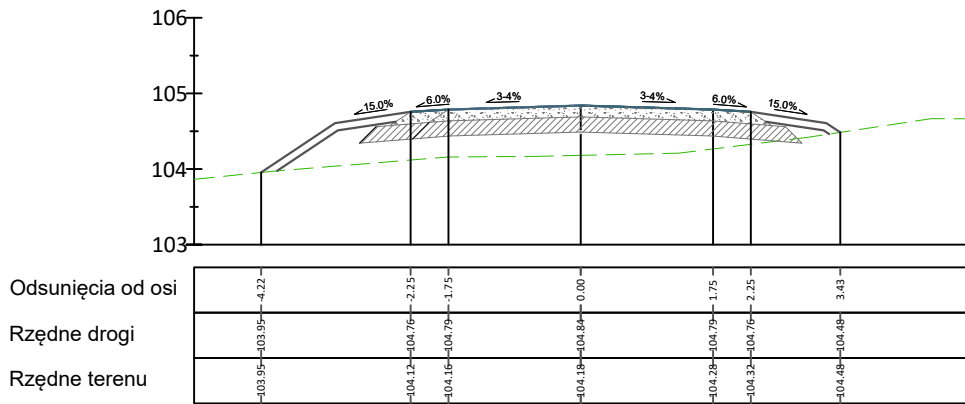 106
15.0% 6.0% 3-4% 3-4% 6.0% 15.0%
105
104
103
Odsunięcia od osi -4.22 -2.25 -1.75 0.00 1.75 2.25 3.43
Rzędne drogi 103.95 104.76 104.79 104.84 104.79 104.76 104.48
Rzędne terenu 103.95 104.12 104.16 104.18 104.28 104.32 104.48